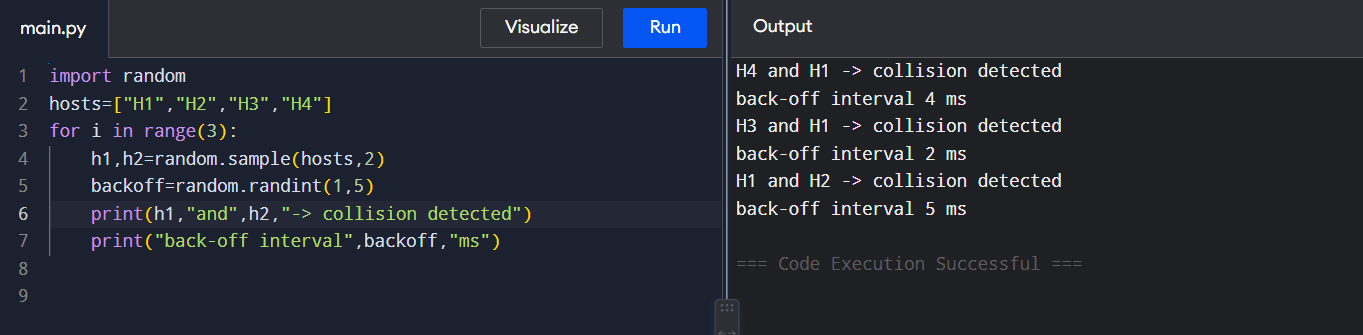 main.py
Visualize
Run
1 import random
2 hosts=["H1","H2","H3","H4"]
3 for i in range(3):
4     h1,h2=random.sample(hosts,2)
5     backoff=random.randint(1,5)
6     print(h1,"and",h2,"-> collision detected")
7     print("back-off interval",backoff,"ms")
8
9
Output
H4 and H1 -> collision detected
back-off interval 4 ms
H3 and H1 -> collision detected
back-off interval 2 ms
H1 and H2 -> collision detected
back-off interval 5 ms
=== Code Execution Successful ===